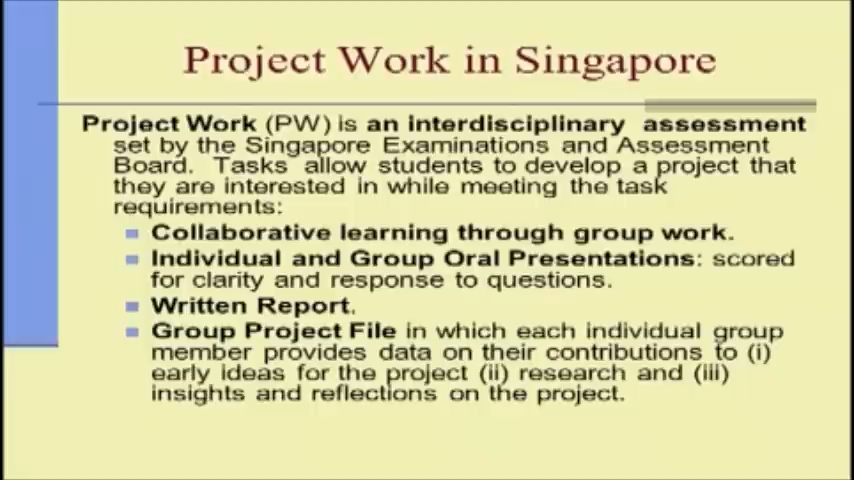 Project Work in Singapore
Project Work (PW) is an interdisciplinary assessment
set by the Singapore Examinations and Assessment
Board. Tasks allow students to develop a project that
they are interested in while meeting the task
requirements:
Collaborative learning through group work.
Individual and Group Oral Presentations: scored
for clarity and response to questions.
Written Report.
Group Project File in which each individual group
member provides data on their contributions to (i)
early ideas for the project (ii) research and (iii)
insights and reflections on the project.